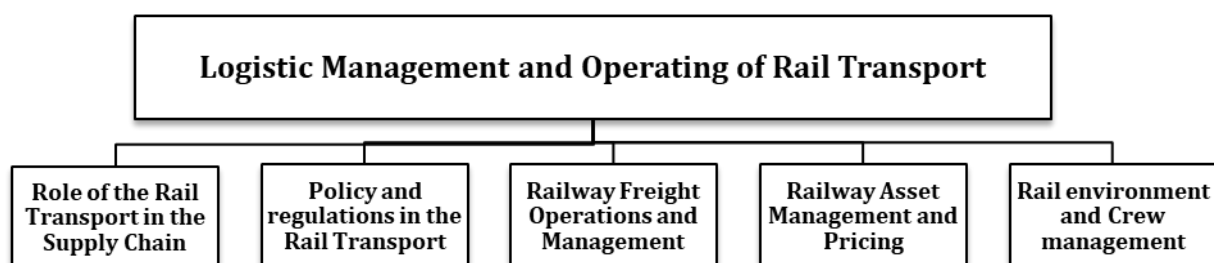 Logistic Management and Operating of Rail Transport
Role of the Rail
Transport in the
Supply Chain
Policy and
regulations in the
Rail Transport
Railway Freight
Operations and
Management
Railway Asset
Management and
Pricing
Rail environment
and Crew
management